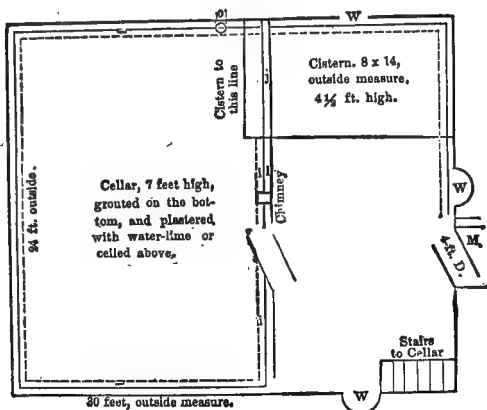 W
Cistern to
this line
Cistern. 8 x 14,
outside measure.
4½ ft. high.
24 ft. outside.
Cellar, 7 feet high,
grouted on the bot-
tom, and plastered
with water-lime or
ceiled above.
Chimney
W
M
4-ft. D.
Stairs
to Cellar
W
30 feet, outside measure.